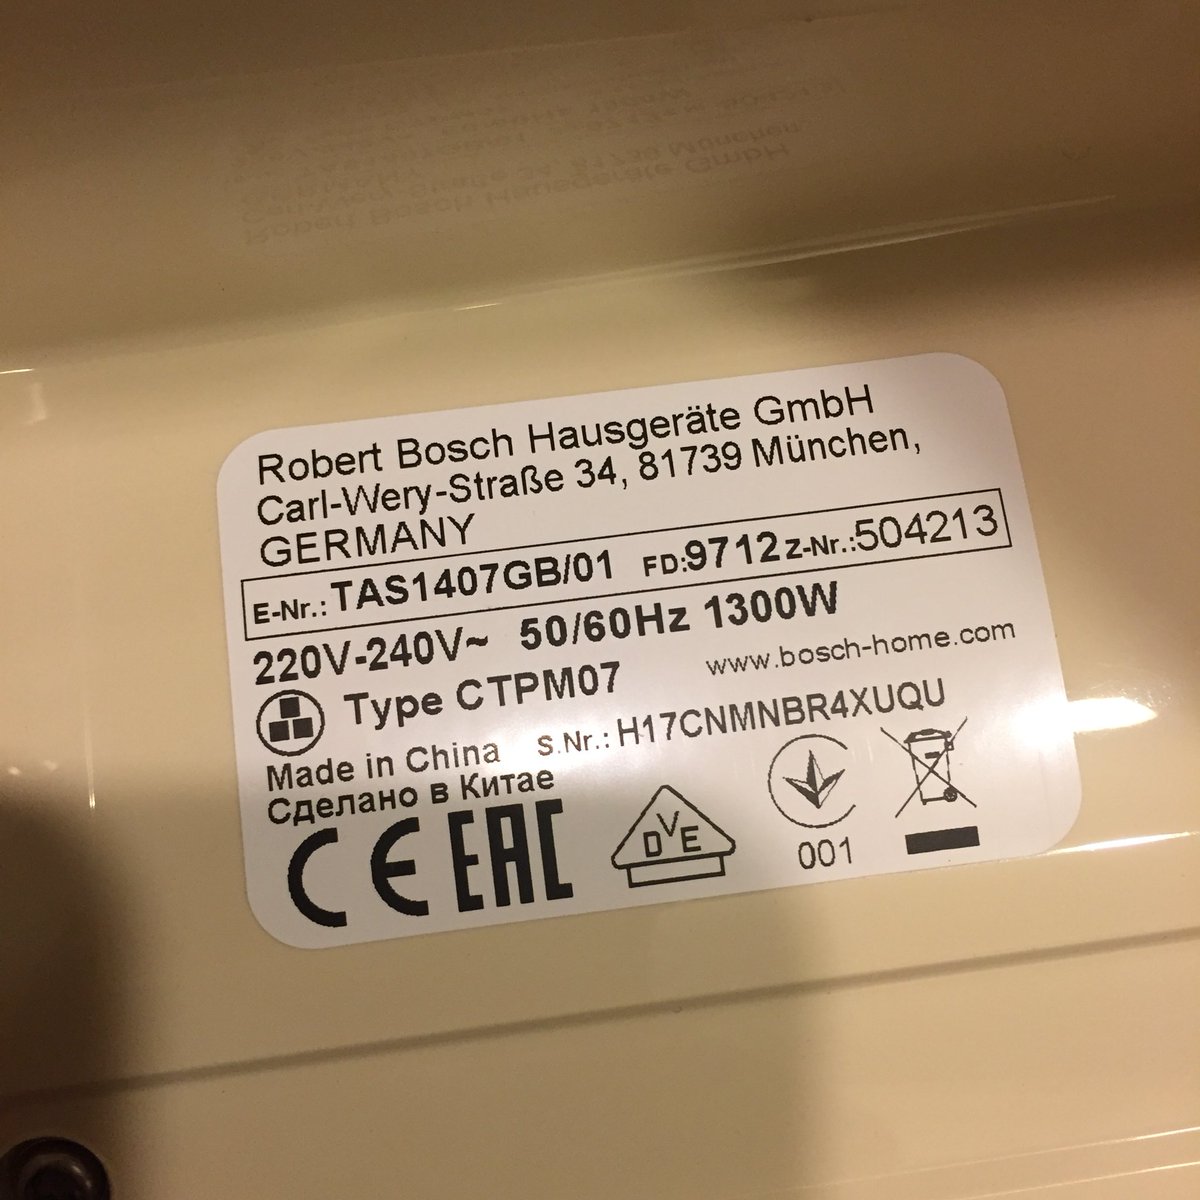 Robert Bosch Hausgeräte GmbH
Carl-Wery-Straße 34, 81739 München,
GERMANY
E-Nr.: TAS1407GB/01 FD:9712 Z-Nr.:504213
220V-240V~ 50/60Hz 1300W
Type CTPM07 www.bosch-home.com
Made in China S.Nr.: H17CNMNBR4XUQU
Сделано в Китае
CE EAC DVE 001